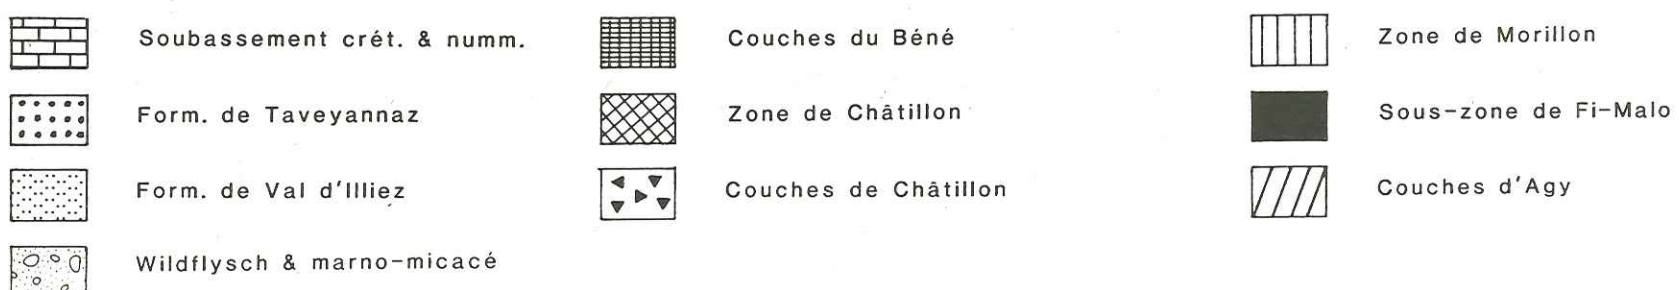 Soubassement crét. & numm.
Form. de Taveyannaz
Form. de Val d'Illiez
Wildflysch & marno-micacé
Couches du Béné
Zone de Châtillon
Couches de Châtillon
Zone de Morillon
Sous-zone de Fi-Malo
Couches d'Agy